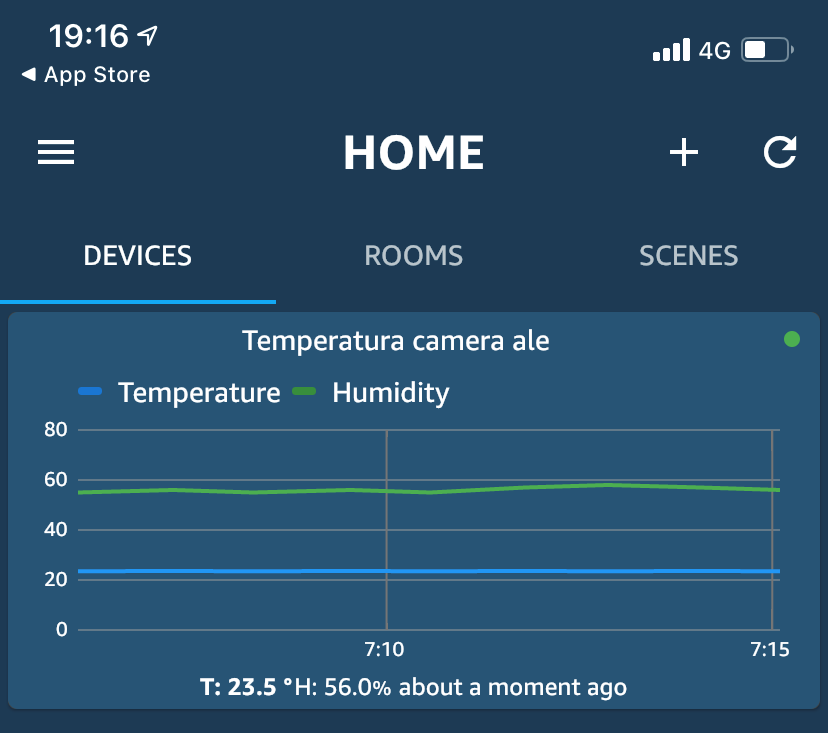 19:16
4G
◀ App Store
HOME
DEVICES ROOMS SCENES
Temperatura camera ale
Temperature Humidity
80
60
40
20
0
7:10 7:15
T: 23.5 °H: 56.0% about a moment ago